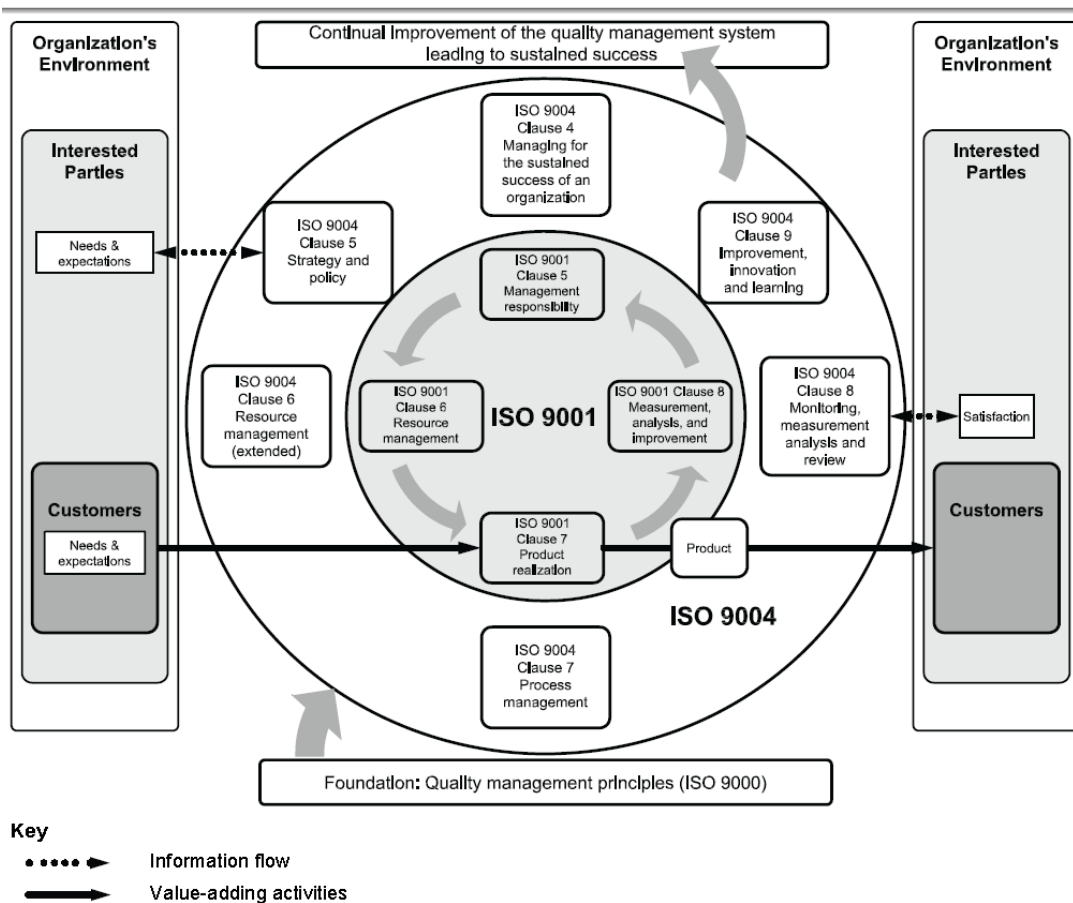 Continual Improvement of the quality management system
leading to sustained success
Organization's
Environment
Interested
Parties
Needs &
expectations
Customers
Needs &
expectations
ISO 9004
Clause 4
Managing for
the sustained
success of an
organization
ISO 9004
Clause 5
Strategy and
policy
ISO 9004
Clause 9
Improvement,
innovation
and learning
ISO 9001
Clause 5
Management
responsibility
ISO 9004
Clause 6
Resource
management
(extended)
ISO 9001
Clause 6
Resource
management
ISO 9001
ISO 9001 Clause 8
Measurement,
analysis, and
improvement
ISO 9004
Clause 8
Monitoring,
measurement
analysis and
review
ISO 9001
Clause 7
Product
realization
Product
ISO 9004
ISO 9004
Clause 7
Process
management
Organization's
Environment
Interested
Parties
Satisfaction
Customers
Foundation: Quality management principles (ISO 9000)
Key
Information flow
Value-adding activities